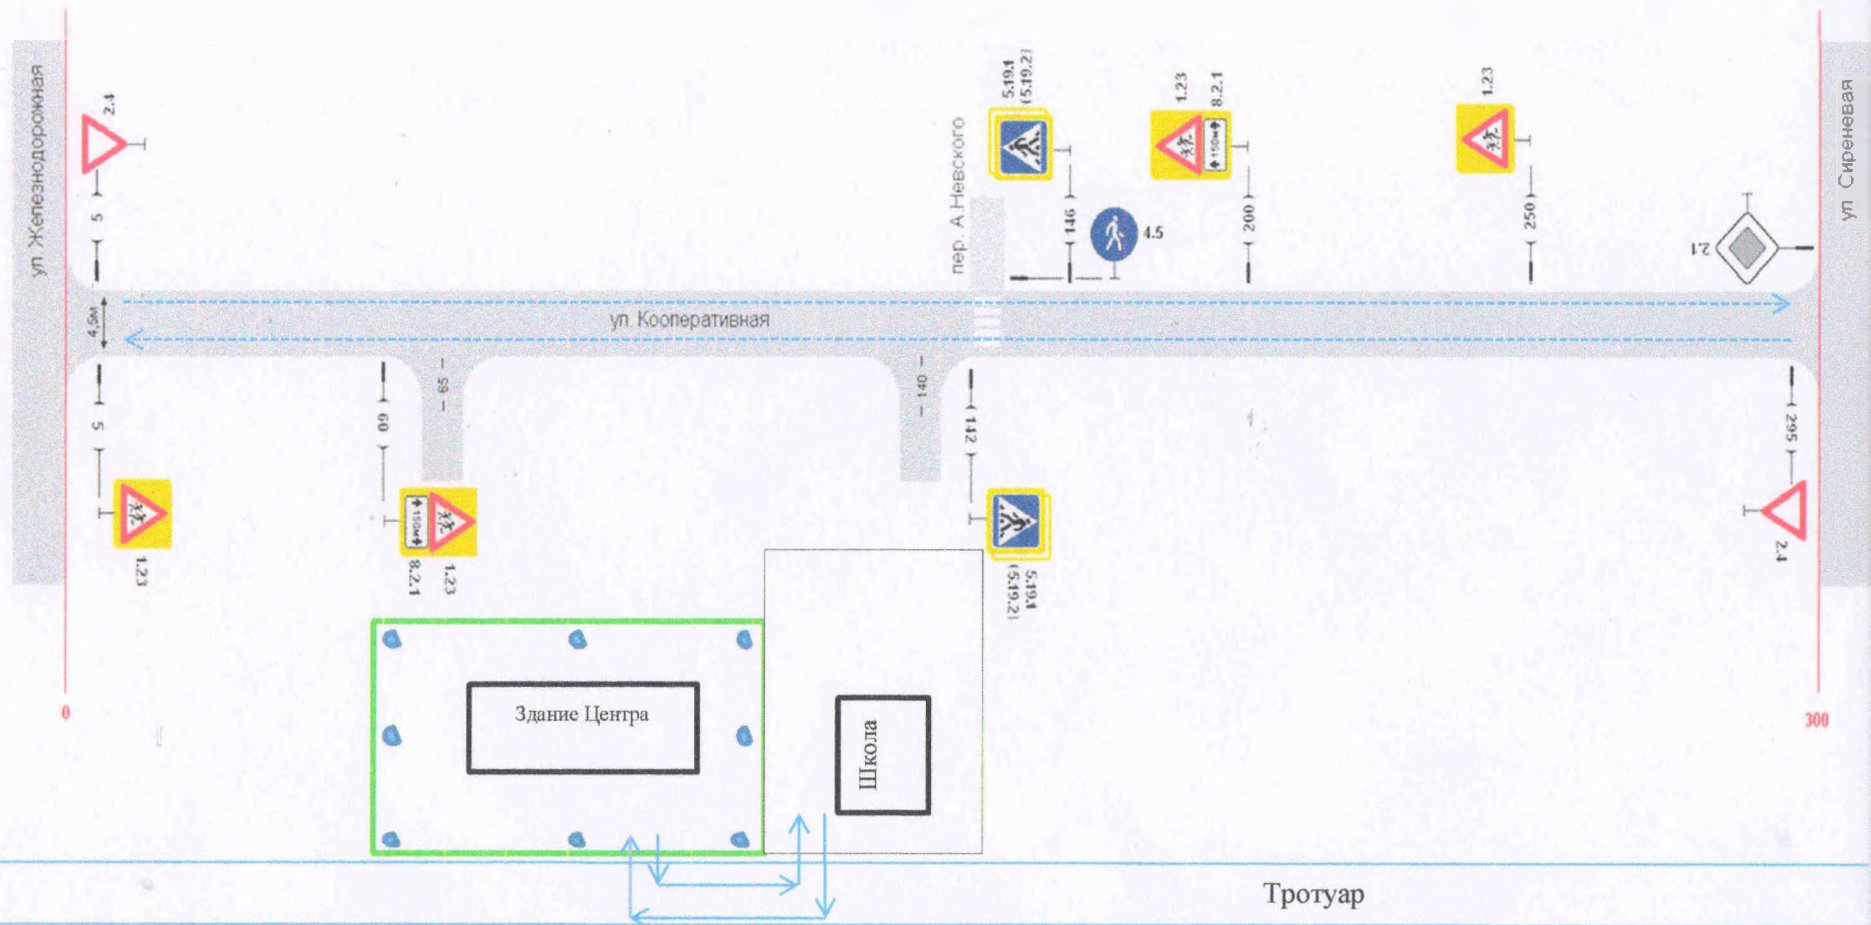 ул. Железнодорожная
2.4
5
пер. А.Невского
5.19.1
(5.19.2)
146
4.5
1.23
8.2.1
150м
200
1.23
250
2.1
ул. Сиреневая
4,5м
ул. Кооперативная
5
1.23
60
65
150м
8.2.1
1.23
140
142
5.19.1
(5.19.2)
295
2.4
0
Здание Центра
Школа
300
Тротуар